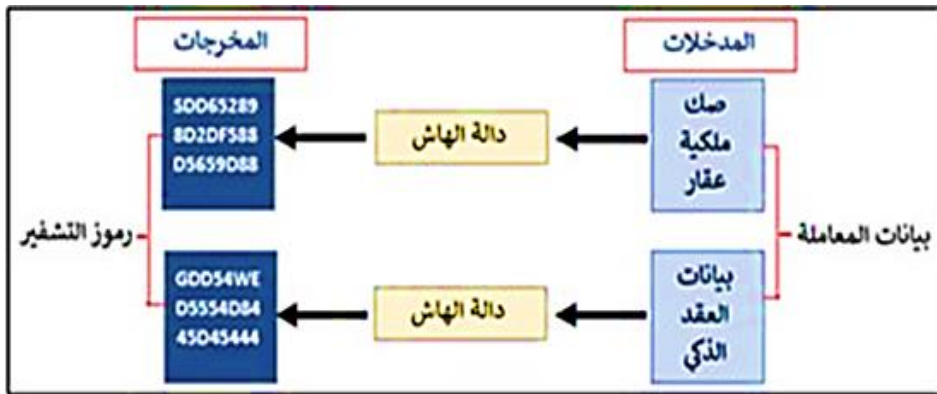 المدخلات
المخرجات
صك
ملكية
عقار
دالة الهاش
SDD65289
8D2DF588
D5659D88
بيانات المعاملة
رموز التشفير
بيانات
العقد
الذكي
دالة الهاش
GDD54WE
D5554D84
45D45444